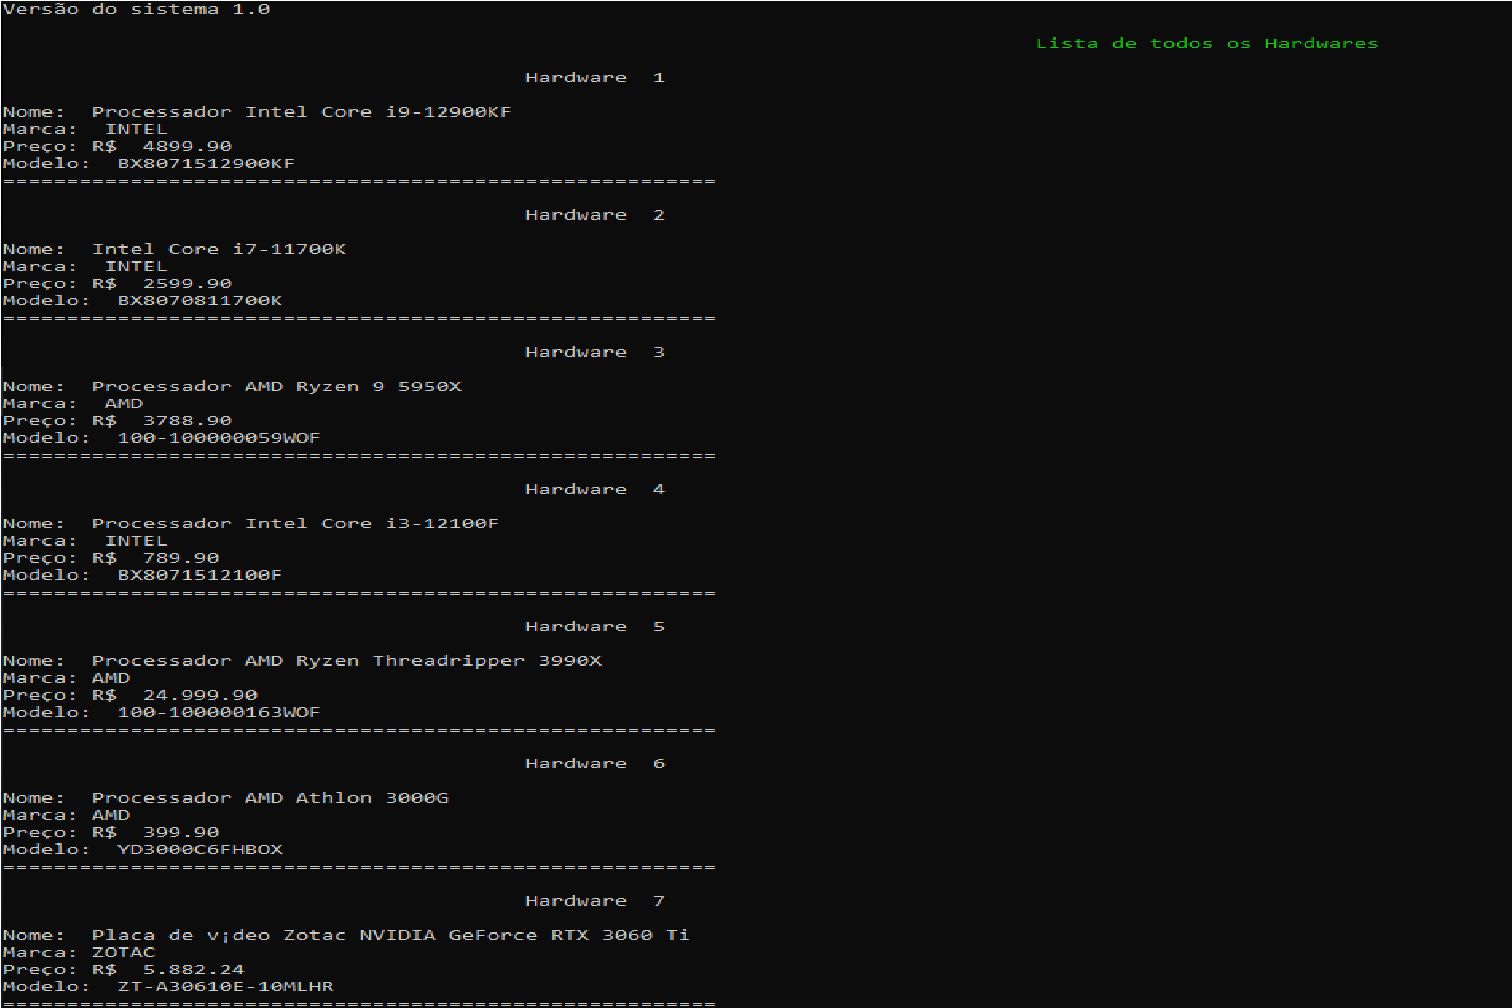 Versão do sistema 1.0
Lista de todos os Hardwares
Hardware  1
Nome:  Processador Intel Core i9-12900KF
Marca:  INTEL
Preço: R$  4899.90
Modelo:  BX8071512900KF
========================================================
Hardware  2
Nome:  Intel Core i7-11700K
Marca:  INTEL
Preço: R$  2599.90
Modelo:  BX8070811700K
========================================================
Hardware  3
Nome:  Processador AMD Ryzen 9 5950X
Marca:  AMD
Preço: R$  3788.90
Modelo:  100-100000059WOF
========================================================
Hardware  4
Nome:  Processador Intel Core i3-12100F
Marca:  INTEL
Preço: R$  789.90
Modelo:  BX8071512100F
========================================================
Hardware  5
Nome:  Processador AMD Ryzen Threadripper 3990X
Marca: AMD
Preço: R$  24.999.90
Modelo:  100-100000163WOF
========================================================
Hardware  6
Nome:  Processador AMD Athlon 3000G
Marca: AMD
Preço: R$  399.90
Modelo:  YD3000C6FHBOX
========================================================
Hardware  7
Nome:  Placa de v¡deo Zotac NVIDIA GeForce RTX 3060 Ti
Marca: ZOTAC
Preço: R$  5.882.24
Modelo:  ZT-A30610E-10MLHR
========================================================